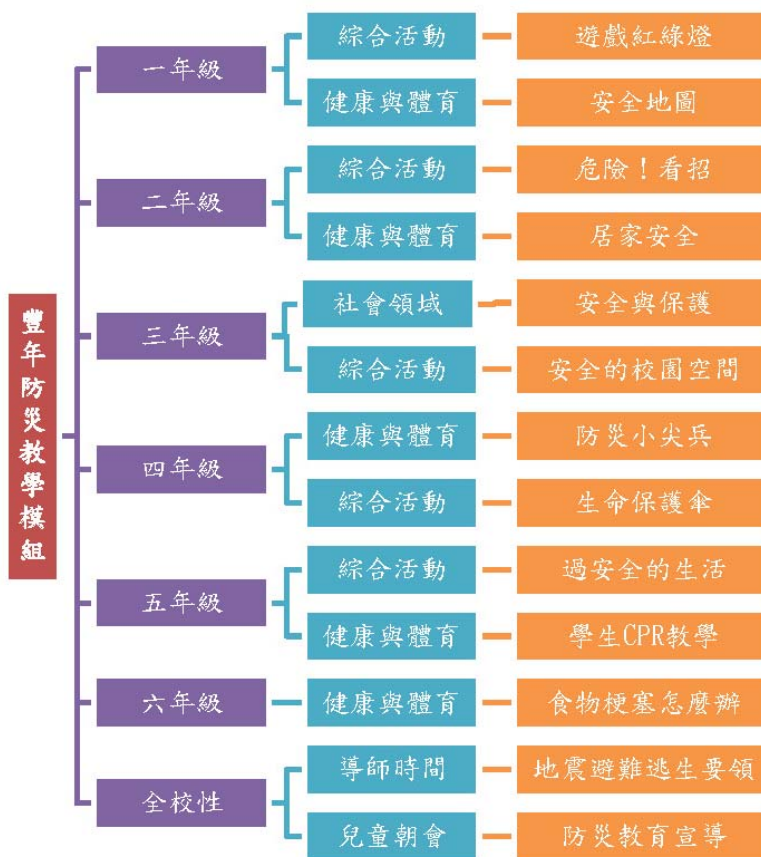 豐年防災教學模組
一年級
綜合活動
遊戲紅綠燈
健康與體育
安全地圖
二年級
綜合活動
危險！看招
健康與體育
居家安全
三年級
社會領域
安全與保護
綜合活動
安全的校園空間
四年級
健康與體育
防災小尖兵
綜合活動
生命保護傘
五年級
綜合活動
過安全的生活
健康與體育
學生CPR教學
六年級
健康與體育
食物梗塞怎麼辦
全校性
導師時間
地震避難逃生要領
兒童朝會
防災教育宣導